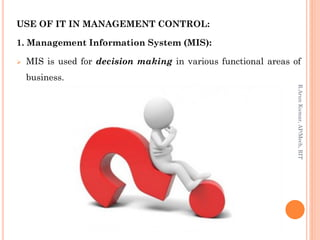 USE OF IT IN MANAGEMENT CONTROL:
1. Management Information System (MIS):
MIS is used for decision making in various functional areas of
business.
R.Arun Kumar, AP/Mech, RIT